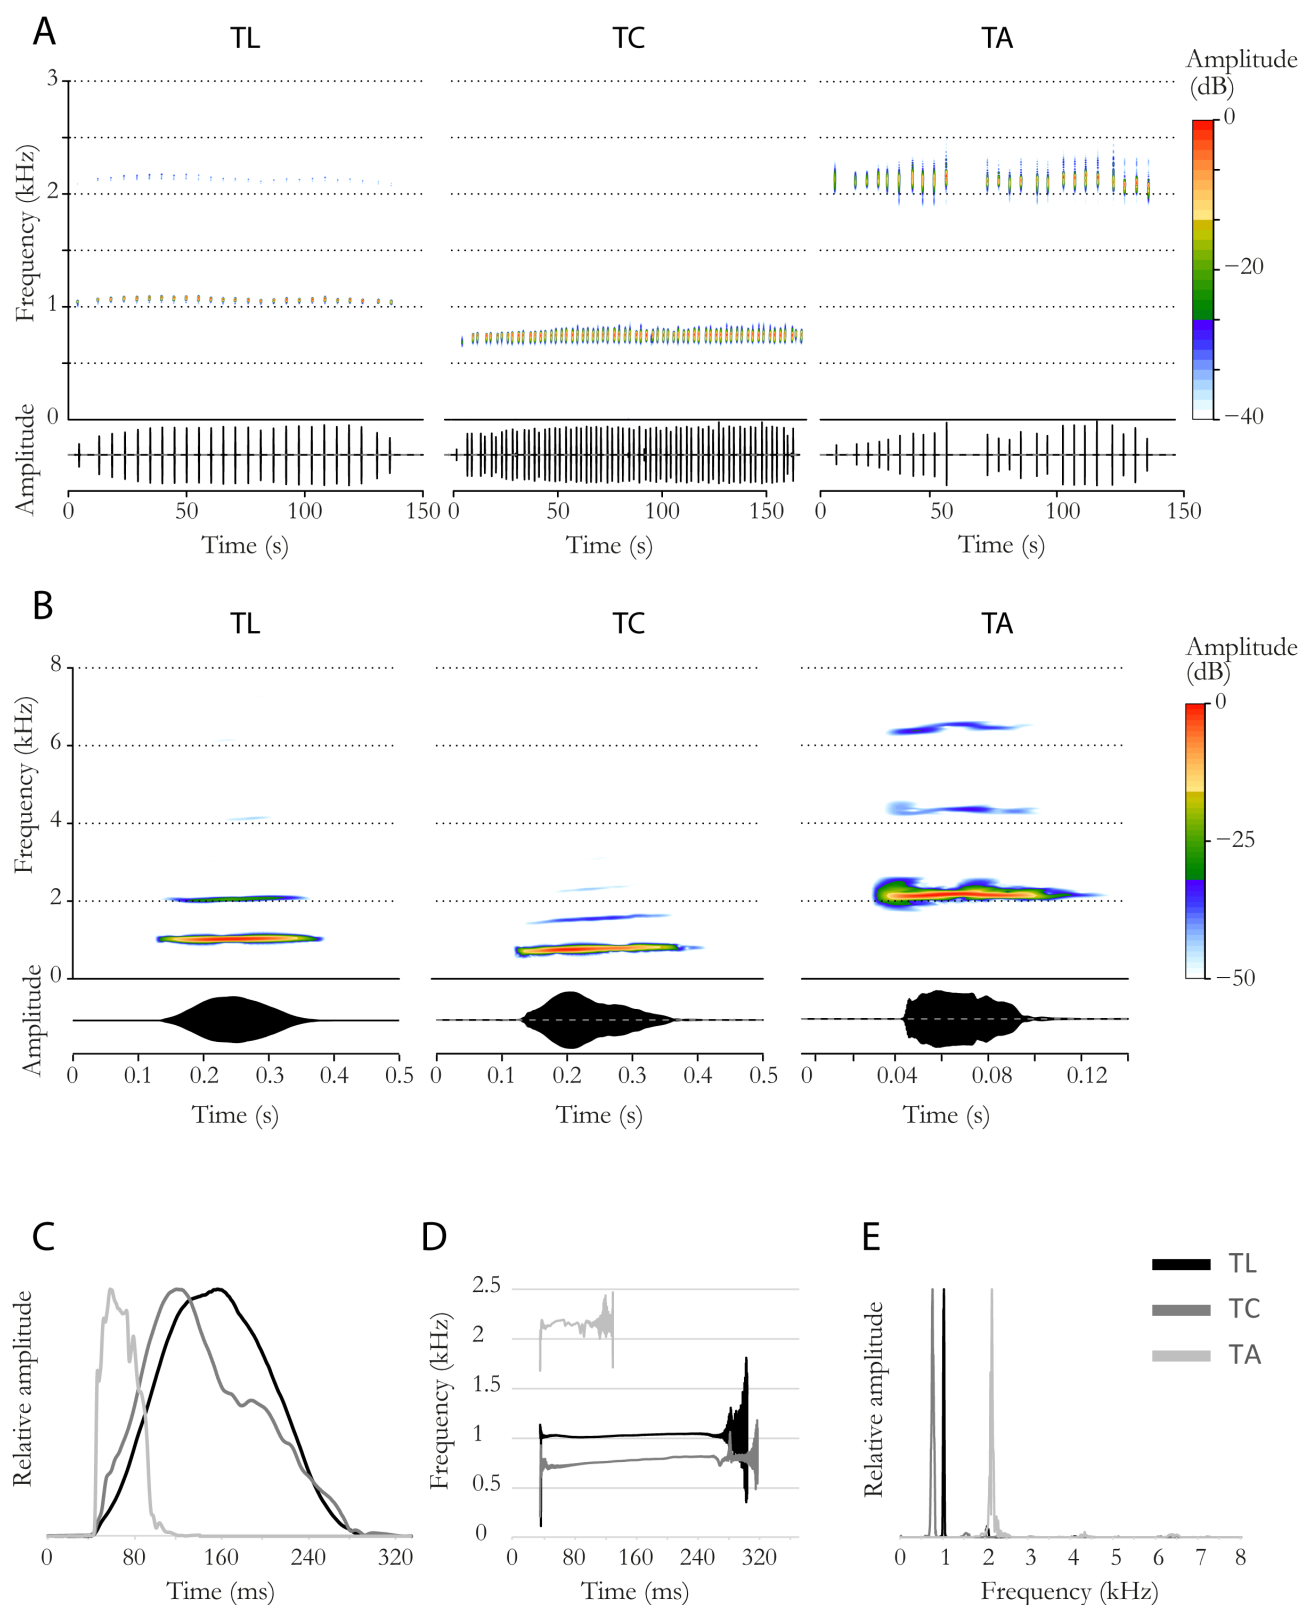 A
TL TC TA
Amplitude
(dB)
3
2
1
0
Frequency (kHz)
0
−20
−40
Amplitude
0 50 100 150 0 50 100 150 0 50 100 150
Time (s) Time (s) Time (s)
B
TL TC TA
Amplitude
(dB)
8
6
4
2
0
Frequency (kHz)
0
−25
−50
Amplitude
0 0.1 0.2 0.3 0.4 0.5 0 0.1 0.2 0.3 0.4 0.5 0 0.04 0.08 0.12
Time (s) Time (s) Time (s)
C
Relative amplitude
0 80 160 240 320
Time (ms)
D
2.5
2
1.5
1
0.5
0
Frequency (kHz)
0 80 160 240 320
Time (ms)
E
Relative amplitude
0 1 2 3 4 5 6 7 8
Frequency (kHz)
TL
TC
TA